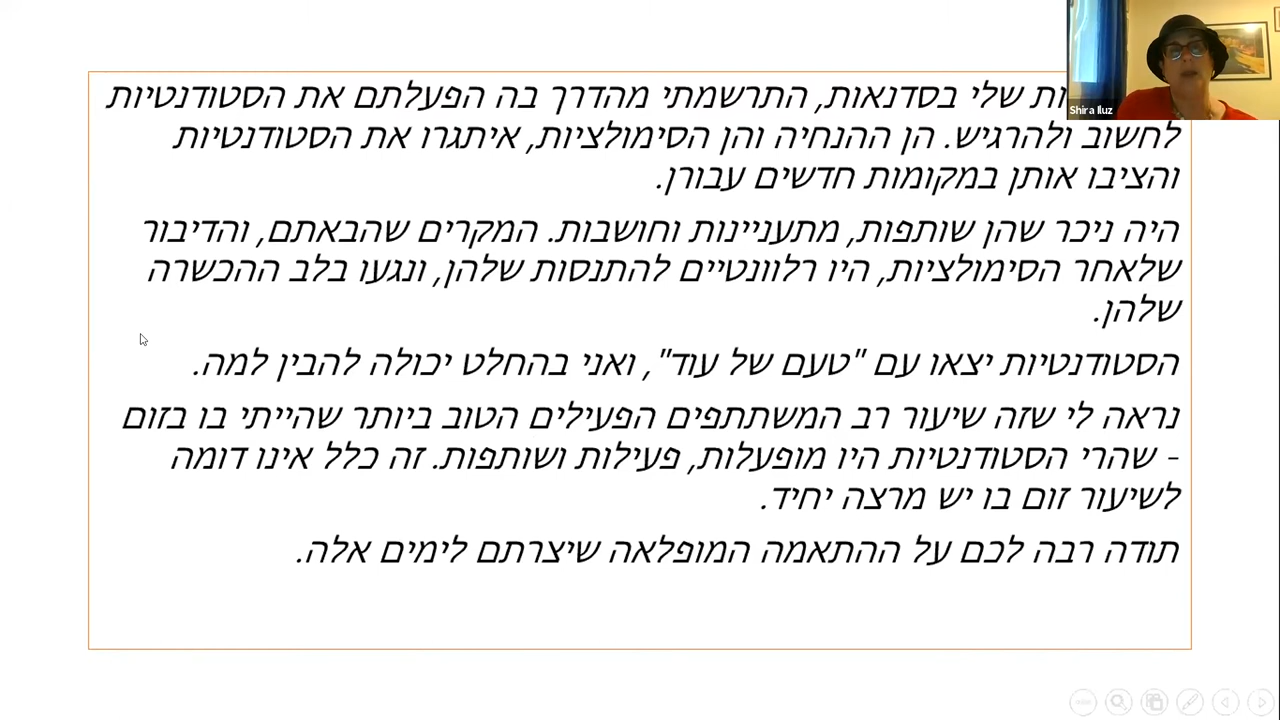 שלי בסדנאות, התרשמתי מהדרך בה הפעלתם את הסטודנטיות
לחשוב ולהרגיש. הן ההנחיה והן הסימולציות, איתגרו את הסטודנטיות
והציבו אותן במקומות חדשים עבורן.
היה ניכר שהן שותפות, מתעניינות וחושבות. המקרים שהבאתם, והדיבור
שלאחר הסימולציות, היו רלוונטיים להתנסות שלהן, ונגעו בלב ההכשרה
שלהן.
הסטודנטיות יצאו עם "טעם של עוד", ואני בהחלט יכולה להבין למה.
נראה לי שזה שיעור רב המשתתפים הפעילים הטוב ביותר שהייתי בו בזום
- שהרי הסטודנטיות היו מופעלות, פעילות ושותפות. זה כלל אינו דומה
לשיעור זום בו יש מרצה יחיד.
תודה רבה לכם על ההתאמה המופלאה שיצרתם לימים אלה.
Shira Iluz